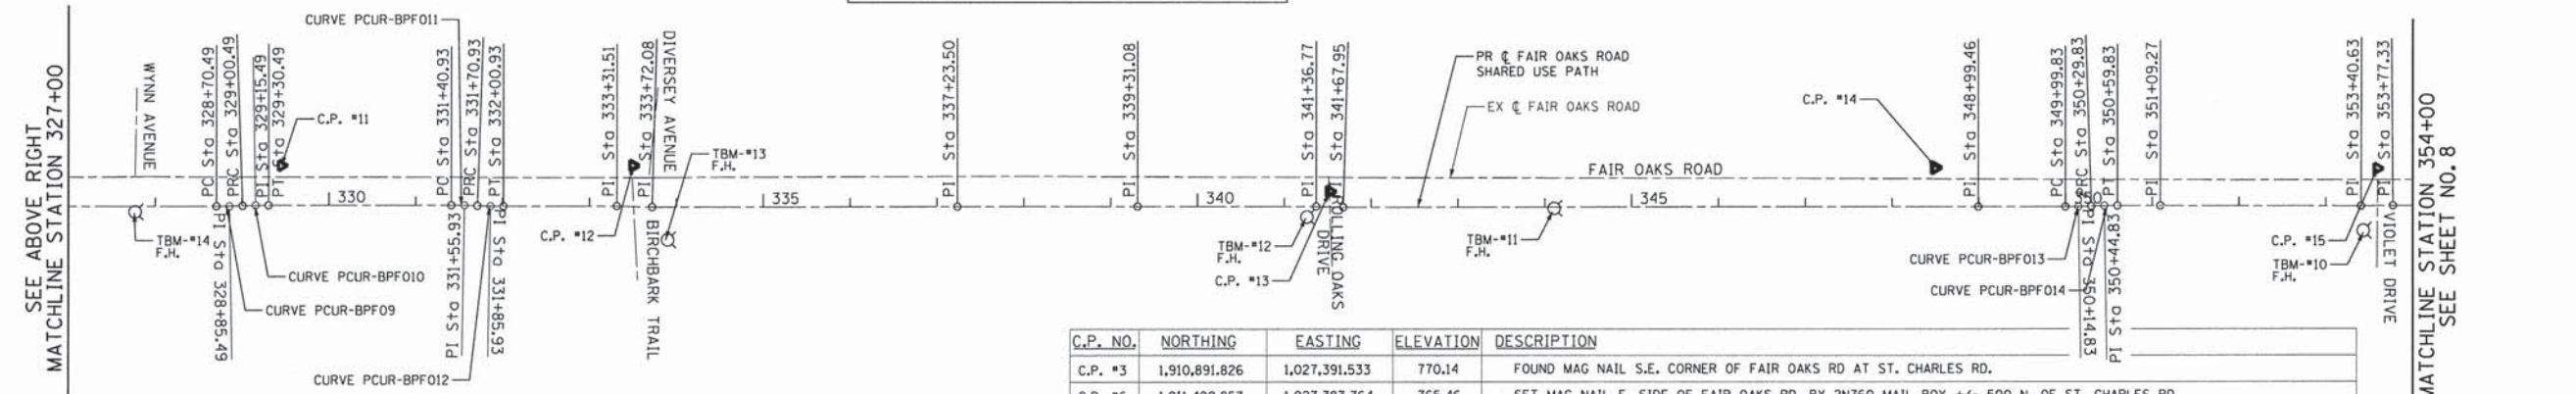 SEE ABOVE RIGHT
MATCHLINE STATION 327+00
WYNN AVENUE
TBM-#14
F.H.
PC Sta 328+70.49
PI Sta 328+85.49
PRC Sta 329+00.49
PI Sta 329+15.49
PT Sta 329+30.49
CURVE PCUR-BPF09
CURVE PCUR-BPF010
C.P. #11
330
CURVE PCUR-BPF011
PC Sta 331+40.93
PI Sta 331+55.93
PRC Sta 331+70.93
PI Sta 331+85.93
PT Sta 332+00.93
CURVE PCUR-BPF012
PI Sta 333+31.51
C.P. #12
PI Sta 333+72.08
DIVERSEY AVENUE
BIRCHBARK TRAIL
TBM-#13
F.H.
335
PI Sta 337+23.50
PI Sta 339+31.08
340
PI Sta 341+36.77
PI Sta 341+67.95
TBM-#12
F.H.
C.P. #13
ROLLING OAKS
DRIVE
PR ℄ FAIR OAKS ROAD
SHARED USE PATH
EX ℄ FAIR OAKS ROAD
TBM-#11
F.H.
FAIR OAKS ROAD
345
C.P. #14
PI Sta 348+99.46
PC Sta 349+99.83
350
PI Sta 350+14.83
PRC Sta 350+29.83
PI Sta 350+44.83
PT Sta 350+59.83
CURVE PCUR-BPF013
CURVE PCUR-BPF014
PI Sta 351+09.27
PI Sta 353+40.63
PI Sta 353+77.33
C.P. #15
TBM-#10
F.H.
VIOLET DRIVE
MATCHLINE STATION 354+00
SEE SHEET NO. 8
C.P. NO. NORTHING EASTING ELEVATION DESCRIPTION
C.P. #3 1,910,891.826 1,027,391.533 770.14 FOUND MAG NAIL S.E. CORNER OF FAIR OAKS RD AT ST. CHARLES RD.